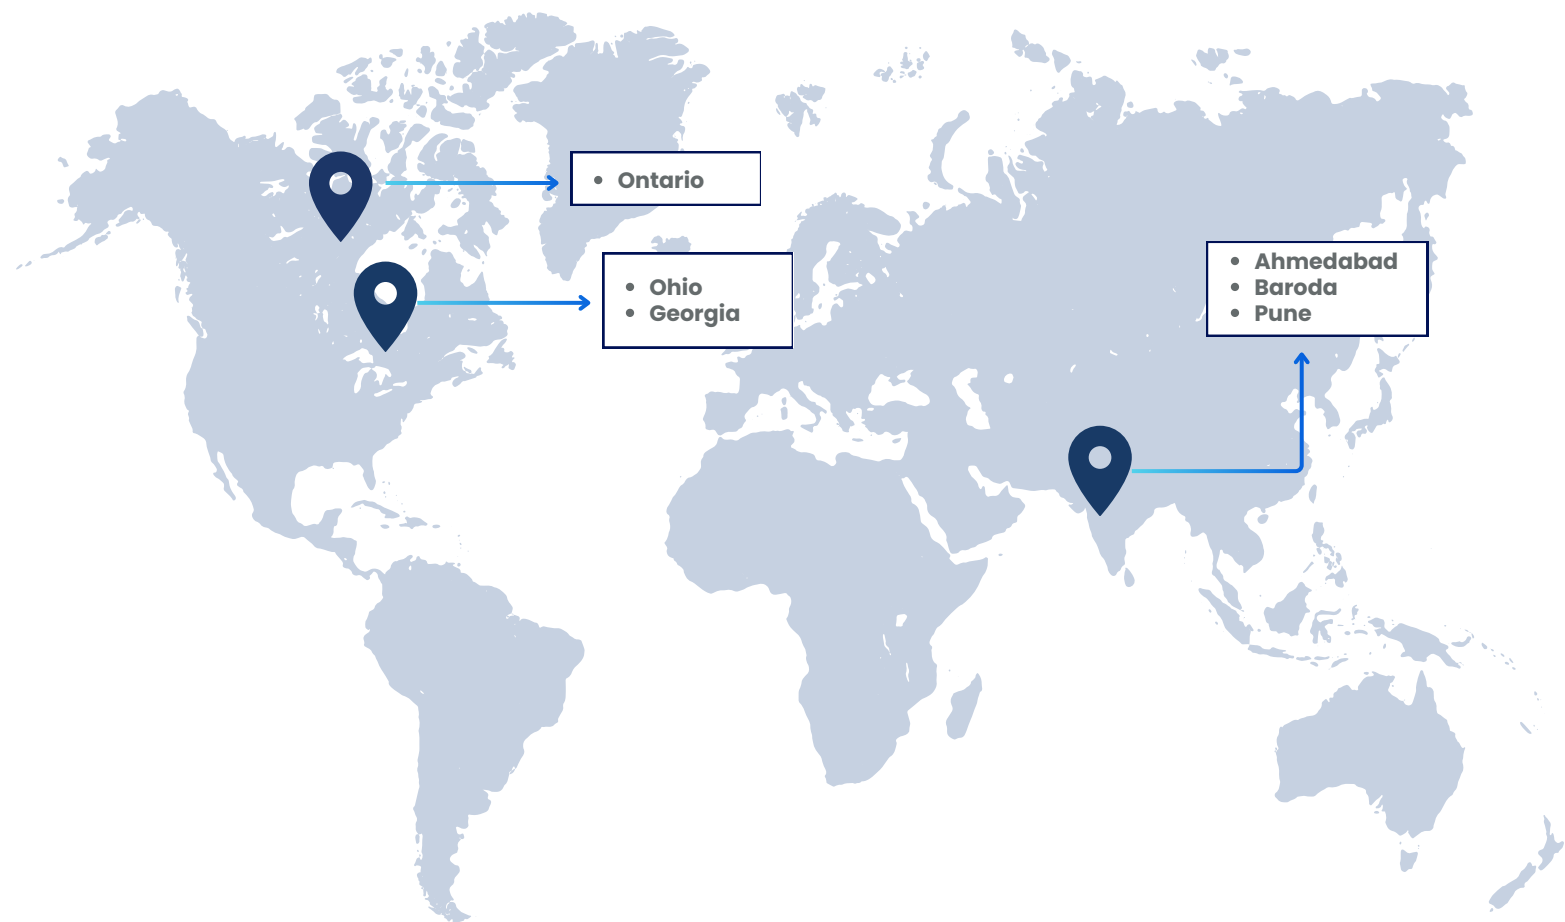 • Ontario
• Ohio
• Georgia
• Ahmedabad
• Baroda
• Pune